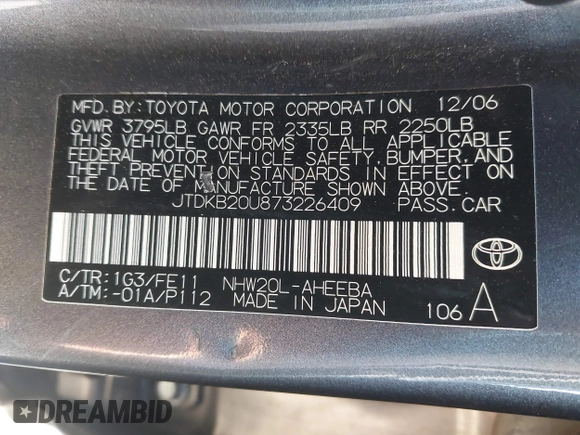 MFD. BY: TOYOTA MOTOR CORPORATION 12/06
GVWR 3795LB GAWR FR 2335LB RR 2250LB
THIS VEHICLE CONFORMS TO ALL APPLICABLE
FEDERAL MOTOR VEHICLE SAFETY, BUMPER, AND
THEFT PREVENTION STANDARDS IN EFFECT ON
THE DATE OF MANUFACTURE SHOWN ABOVE.
JTDKB20U873226409 PASS. CAR
C/TR: 1G3/FE11 NHW20L-AHEEBA
A/TM: -01A/P112 MADE IN JAPAN 106 A
DREAMBID